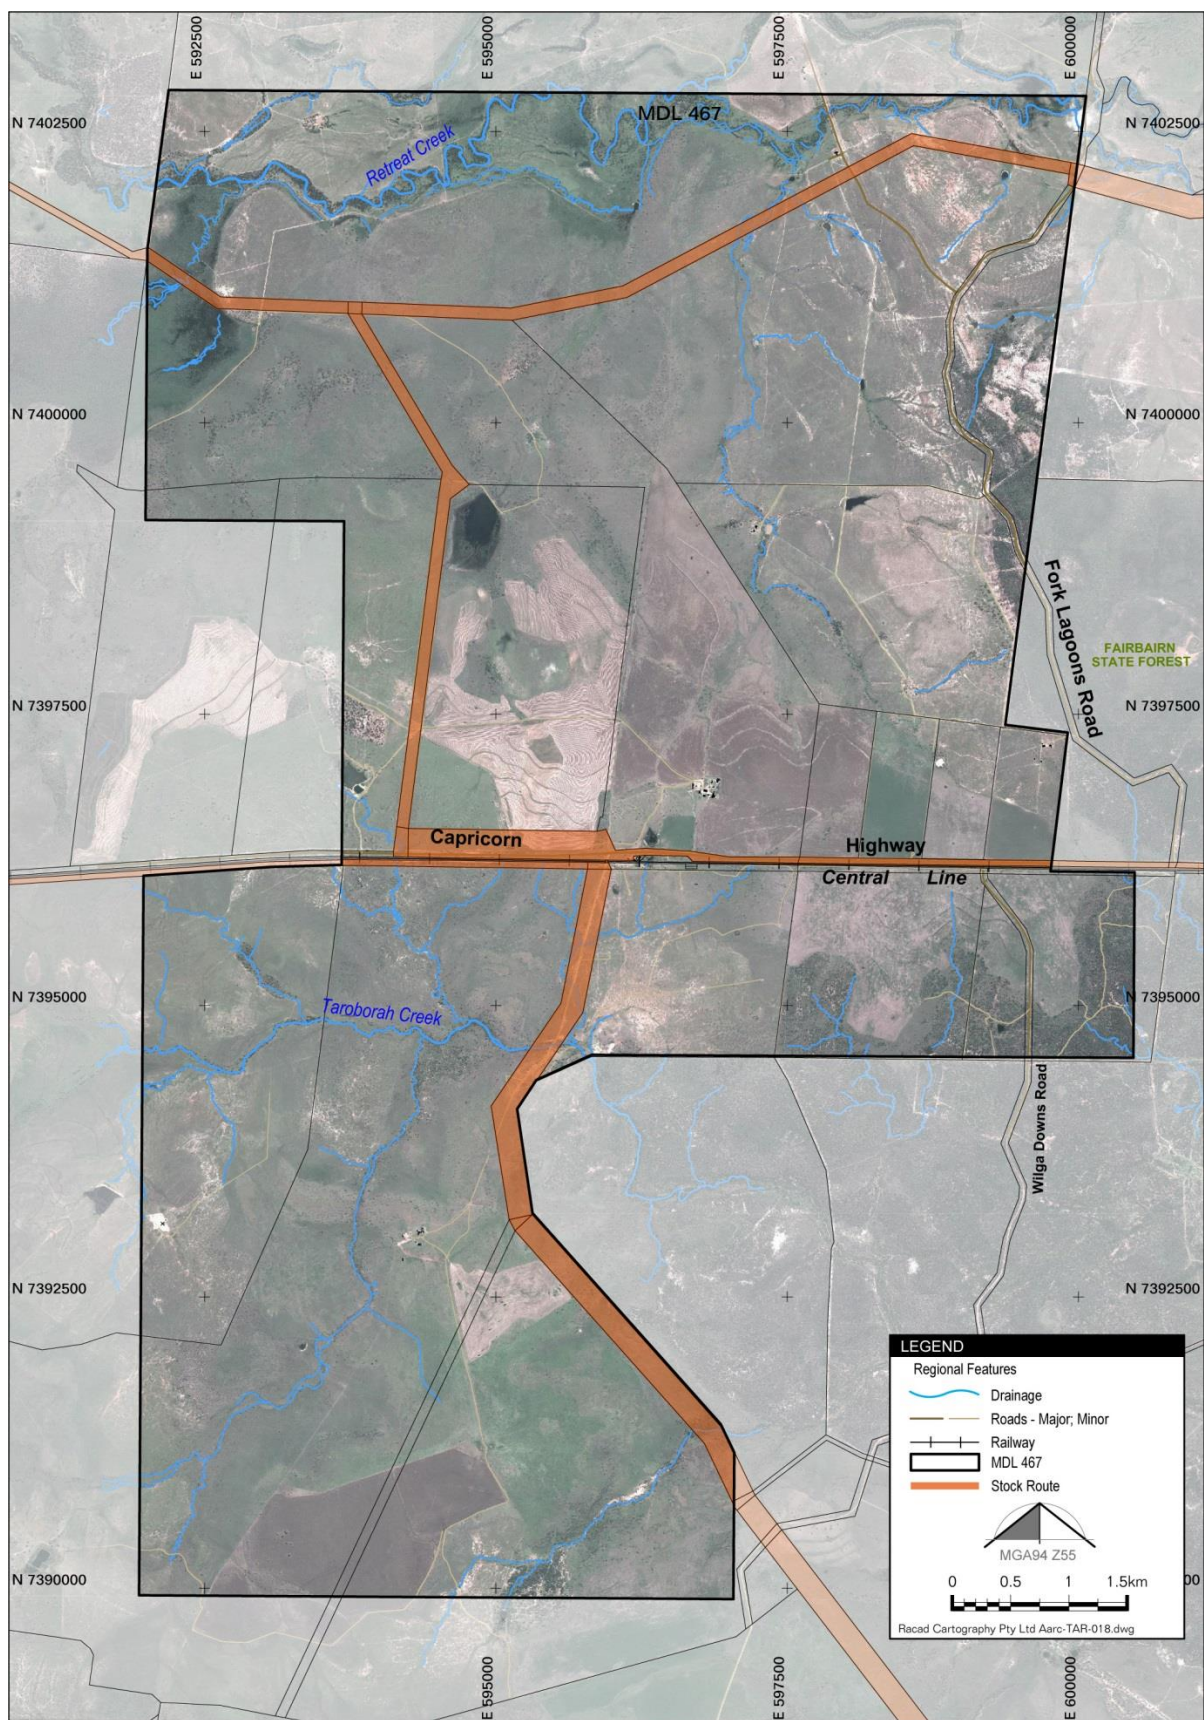 E 592500
E 595000
E 597500
E 600000
N 7402500
MDL 467
N 7402500
Retreat Creek
N 7400000
N 7400000
Fork Lagoons Road
FAIRBAIRN
STATE FOREST
N 7397500
N 7397500
Capricorn
Highway
Central Line
N 7395000
Taroborah Creek
N 7395000
Wilga Downs Road
N 7392500
N 7392500
LEGEND
Regional Features
Drainage
Roads - Major; Minor
Railway
MDL 467
Stock Route
MGA94 Z55
0 0.5 1 1.5km
Racad Cartography Pty Ltd Aarc-TAR-018.dwg
N 7390000
00
E 595000
E 597500
E 600000